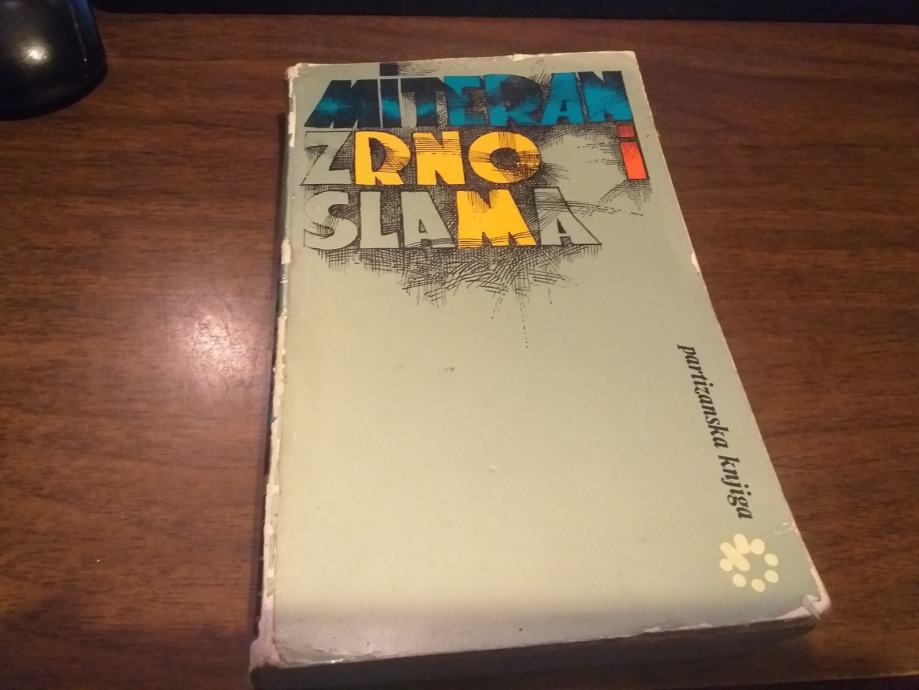 MiTERAN
ZRNO i
SLAMA
partizanska knjiga